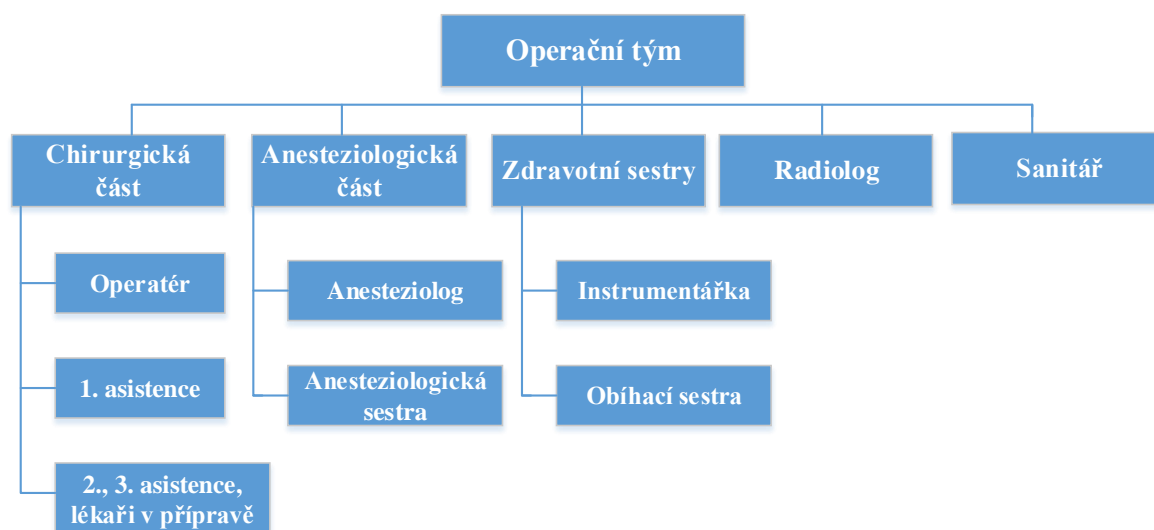 Operační tým
Chirurgická
část
Anesteziologická
část
Zdravotní sestry
Radiolog
Sanitář
Operatér
Anesteziolog
Instrumentářka
1. asistence
Anesteziologická
sestra
Obíhací sestra
2., 3. asistence,
lékaři v přípravě